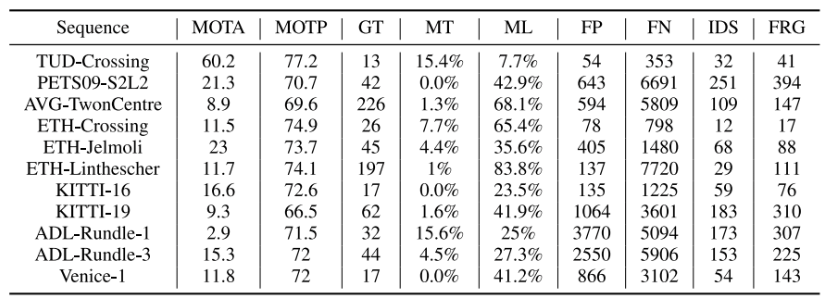 Sequence MOTA MOTP GT MT ML FP FN IDS FRG
TUD-Crossing 60.2 77.2 13 15.4% 7.7% 54 353 32 41
PETS09-S2L2 21.3 70.7 42 0.0% 42.9% 643 6691 251 394
AVG-TwonCentre 8.9 69.6 226 1.3% 68.1% 594 5809 109 147
ETH-Crossing 11.5 74.9 26 7.7% 65.4% 78 798 12 17
ETH-Jelmoli 23 73.7 45 4.4% 35.6% 405 1480 68 88
ETH-Linthescher 11.7 74.1 197 1% 83.8% 137 7720 29 111
KITTI-16 16.6 72.6 17 0.0% 23.5% 135 1225 59 76
KITTI-19 9.3 66.5 62 1.6% 41.9% 1064 3601 183 310
ADL-Rundle-1 2.9 71.5 32 15.6% 25% 3770 5094 173 307
ADL-Rundle-3 15.3 72 44 4.5% 27.3% 2550 5906 153 225
Venice-1 11.8 72 17 0.0% 41.2% 866 3102 54 143